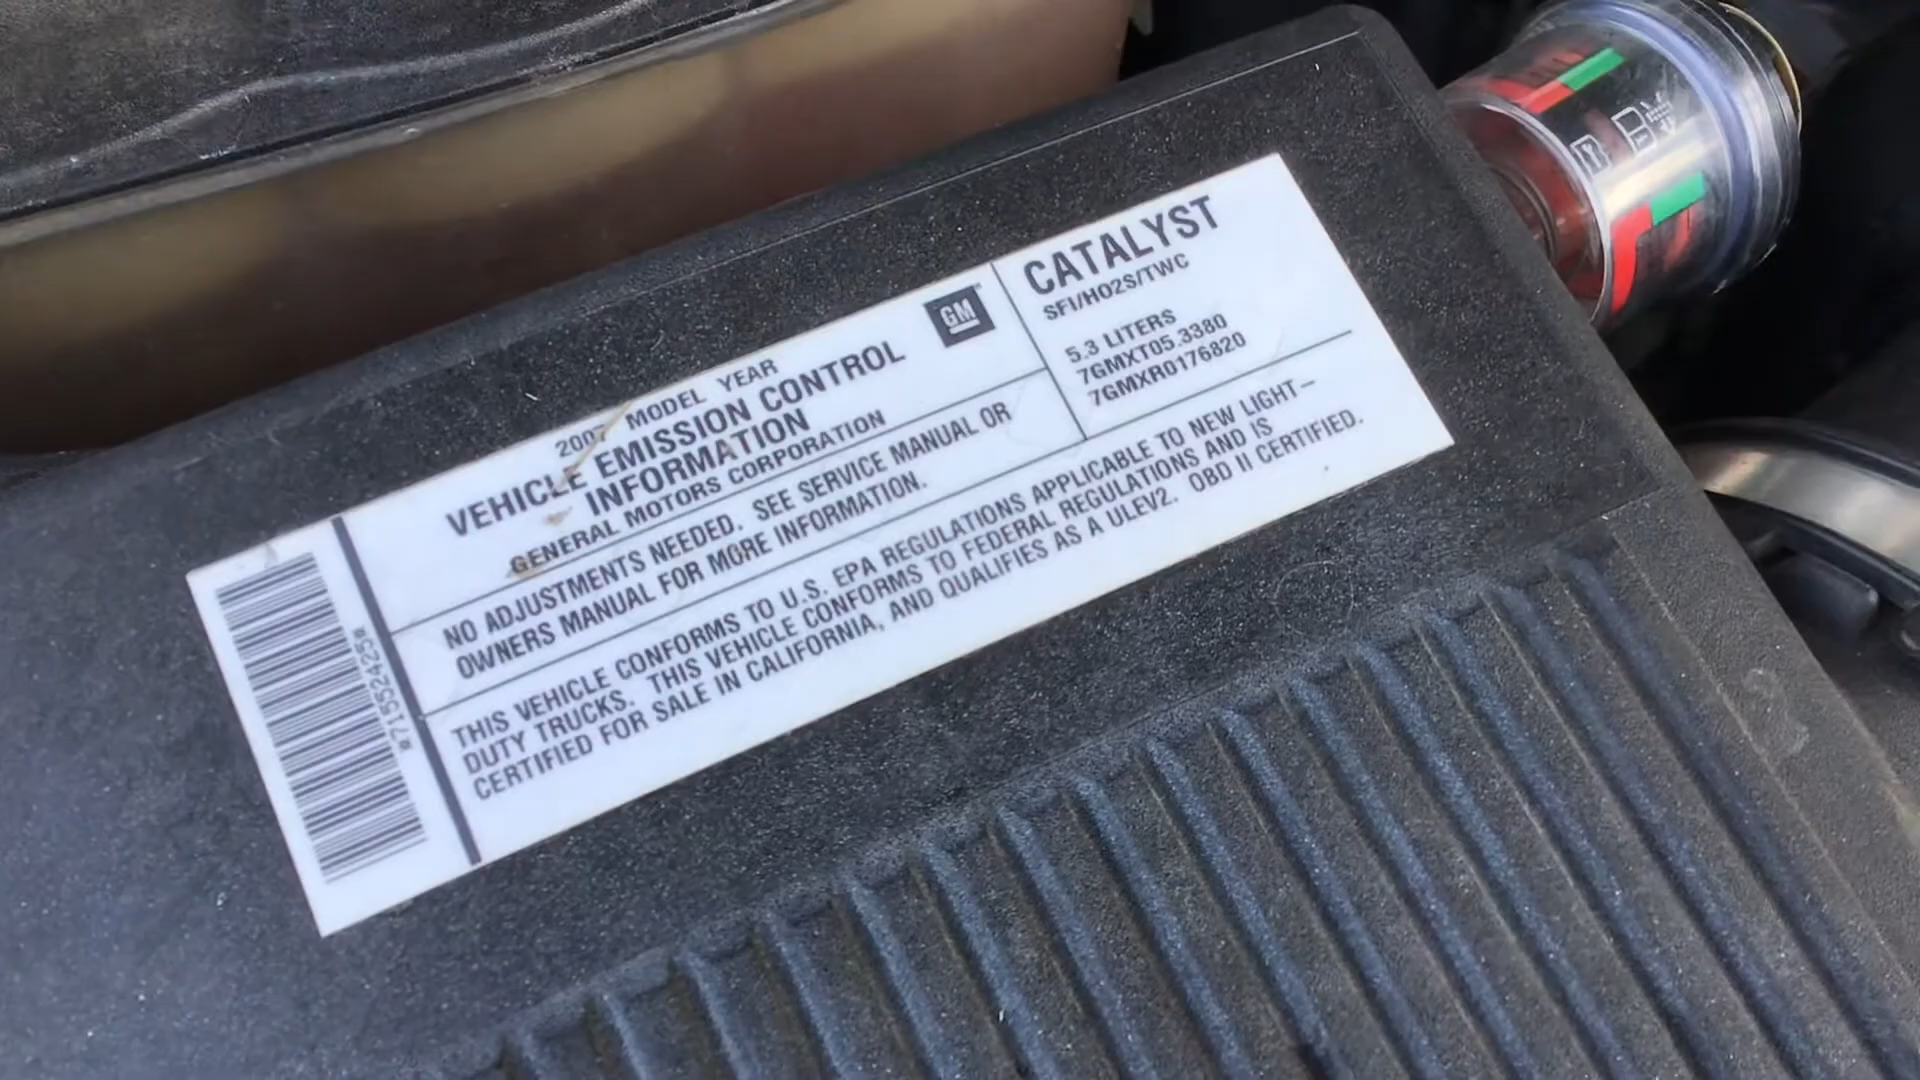 2007 MODEL YEAR
VEHICLE EMISSION CONTROL
INFORMATION
GENERAL MOTORS CORPORATION
GM
CATALYST
SFI/HO2S/TWC
5.3 LITERS
7GMXT05.3380
7GMXR0176820
NO ADJUSTMENTS NEEDED. SEE SERVICE MANUAL OR
OWNERS MANUAL FOR MORE INFORMATION.
THIS VEHICLE CONFORMS TO U.S. EPA REGULATIONS APPLICABLE TO NEW LIGHT-
DUTY TRUCKS. THIS VEHICLE CONFORMS TO FEDERAL REGULATIONS AND IS
CERTIFIED FOR SALE IN CALIFORNIA, AND QUALIFIES AS A ULEV2. OBD II CERTIFIED.